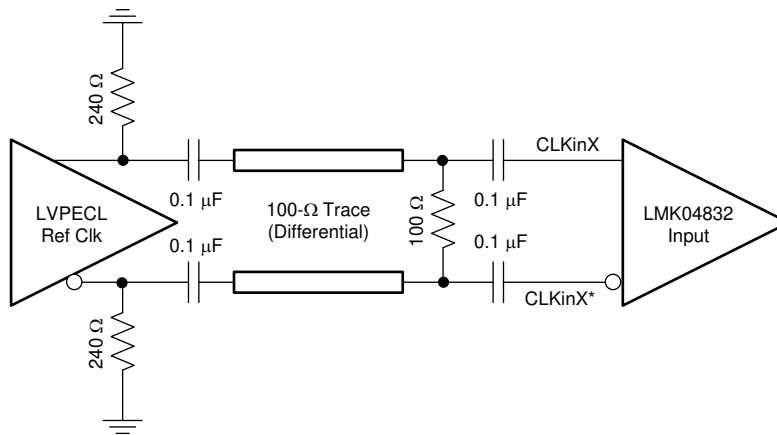 240 Ω
CLKinX
0.1 μF
0.1 μF
LVPECL
Ref Clk
100-Ω Trace
(Differential)
100 Ω
LMK04832
Input
0.1 μF
0.1 μF
CLKinX*
240 Ω